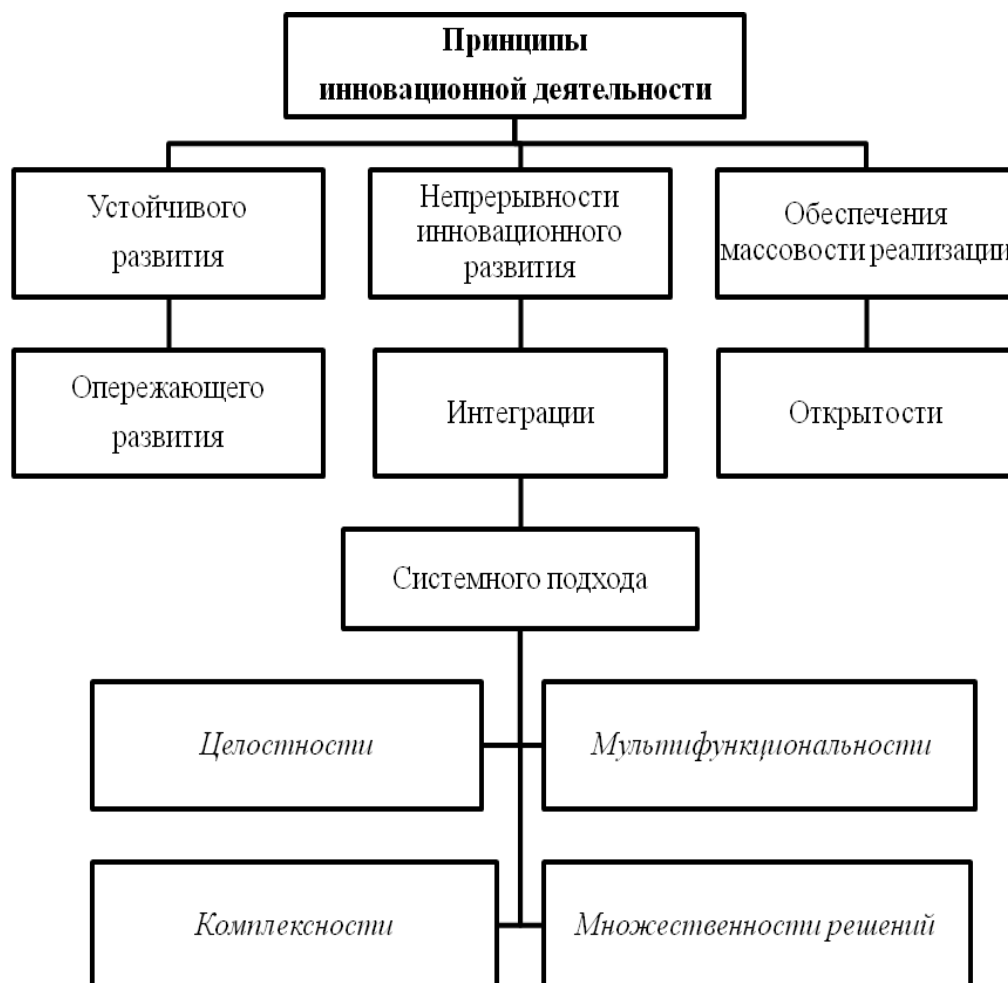 Принципы
инновационной деятельности
Устойчивого
развития
Непрерывности
инновационного
развития
Обеспечения
массовости реализации
Опережающего
развития
Интеграции
Открытости
Системного подхода
Целостности
Мультифункциональности
Комплексности
Множественности решений